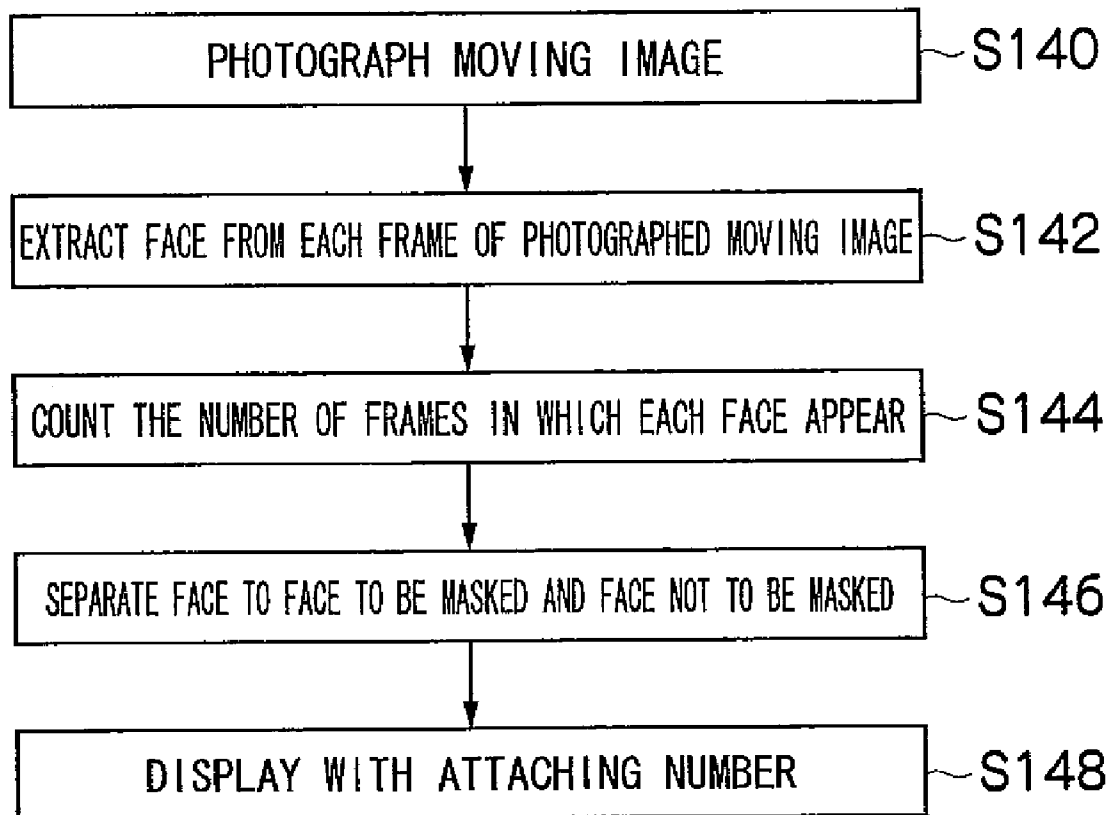 PHOTOGRAPH MOVING IMAGE S140
EXTRACT FACE FROM EACH FRAME OF PHOTOGRAPHED MOVING IMAGE S142
COUNT THE NUMBER OF FRAMES IN WHICH EACH FACE APPEAR S144
SEPARATE FACE TO FACE TO BE MASKED AND FACE NOT TO BE MASKED S146
DISPLAY WITH ATTACHING NUMBER S148